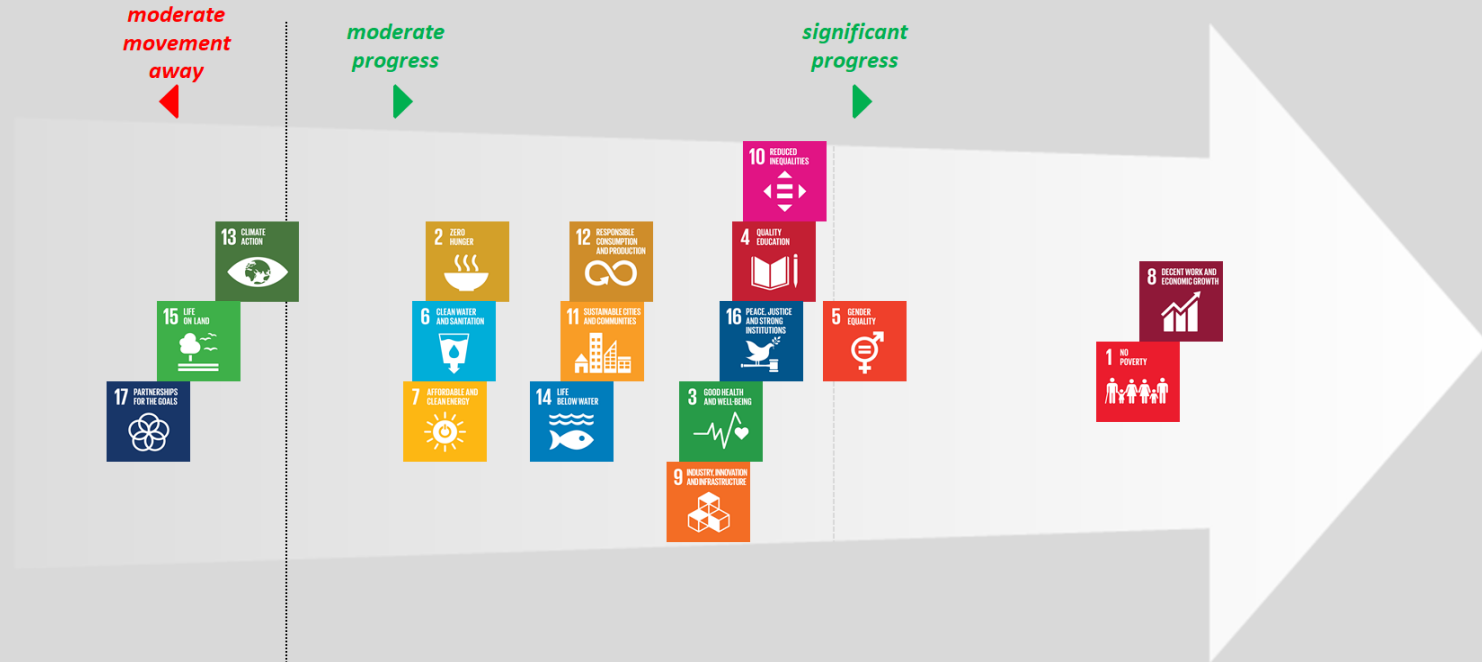 moderate
movement
away
moderate
progress
significant
progress
10 REDUCED
INEQUALITIES
13 CLIMATE
ACTION
2 ZERO
HUNGER
12 RESPONSIBLE
CONSUMPTION
AND PRODUCTION
4 QUALITY
EDUCATION
8 DECENT WORK AND
ECONOMIC GROWTH
15 LIFE
ON LAND
6 CLEAN WATER
AND SANITATION
11 SUSTAINABLE CITIES
AND COMMUNITIES
16 PEACE, JUSTICE
AND STRONG
INSTITUTIONS
5 GENDER
EQUALITY
1 NO
POVERTY
17 PARTNERSHIPS
FOR THE GOALS
7 AFFORDABLE AND
CLEAN ENERGY
14 LIFE
BELOW WATER
3 GOOD HEALTH
AND WELL-BEING
9 INDUSTRY, INNOVATION
AND INFRASTRUCTURE